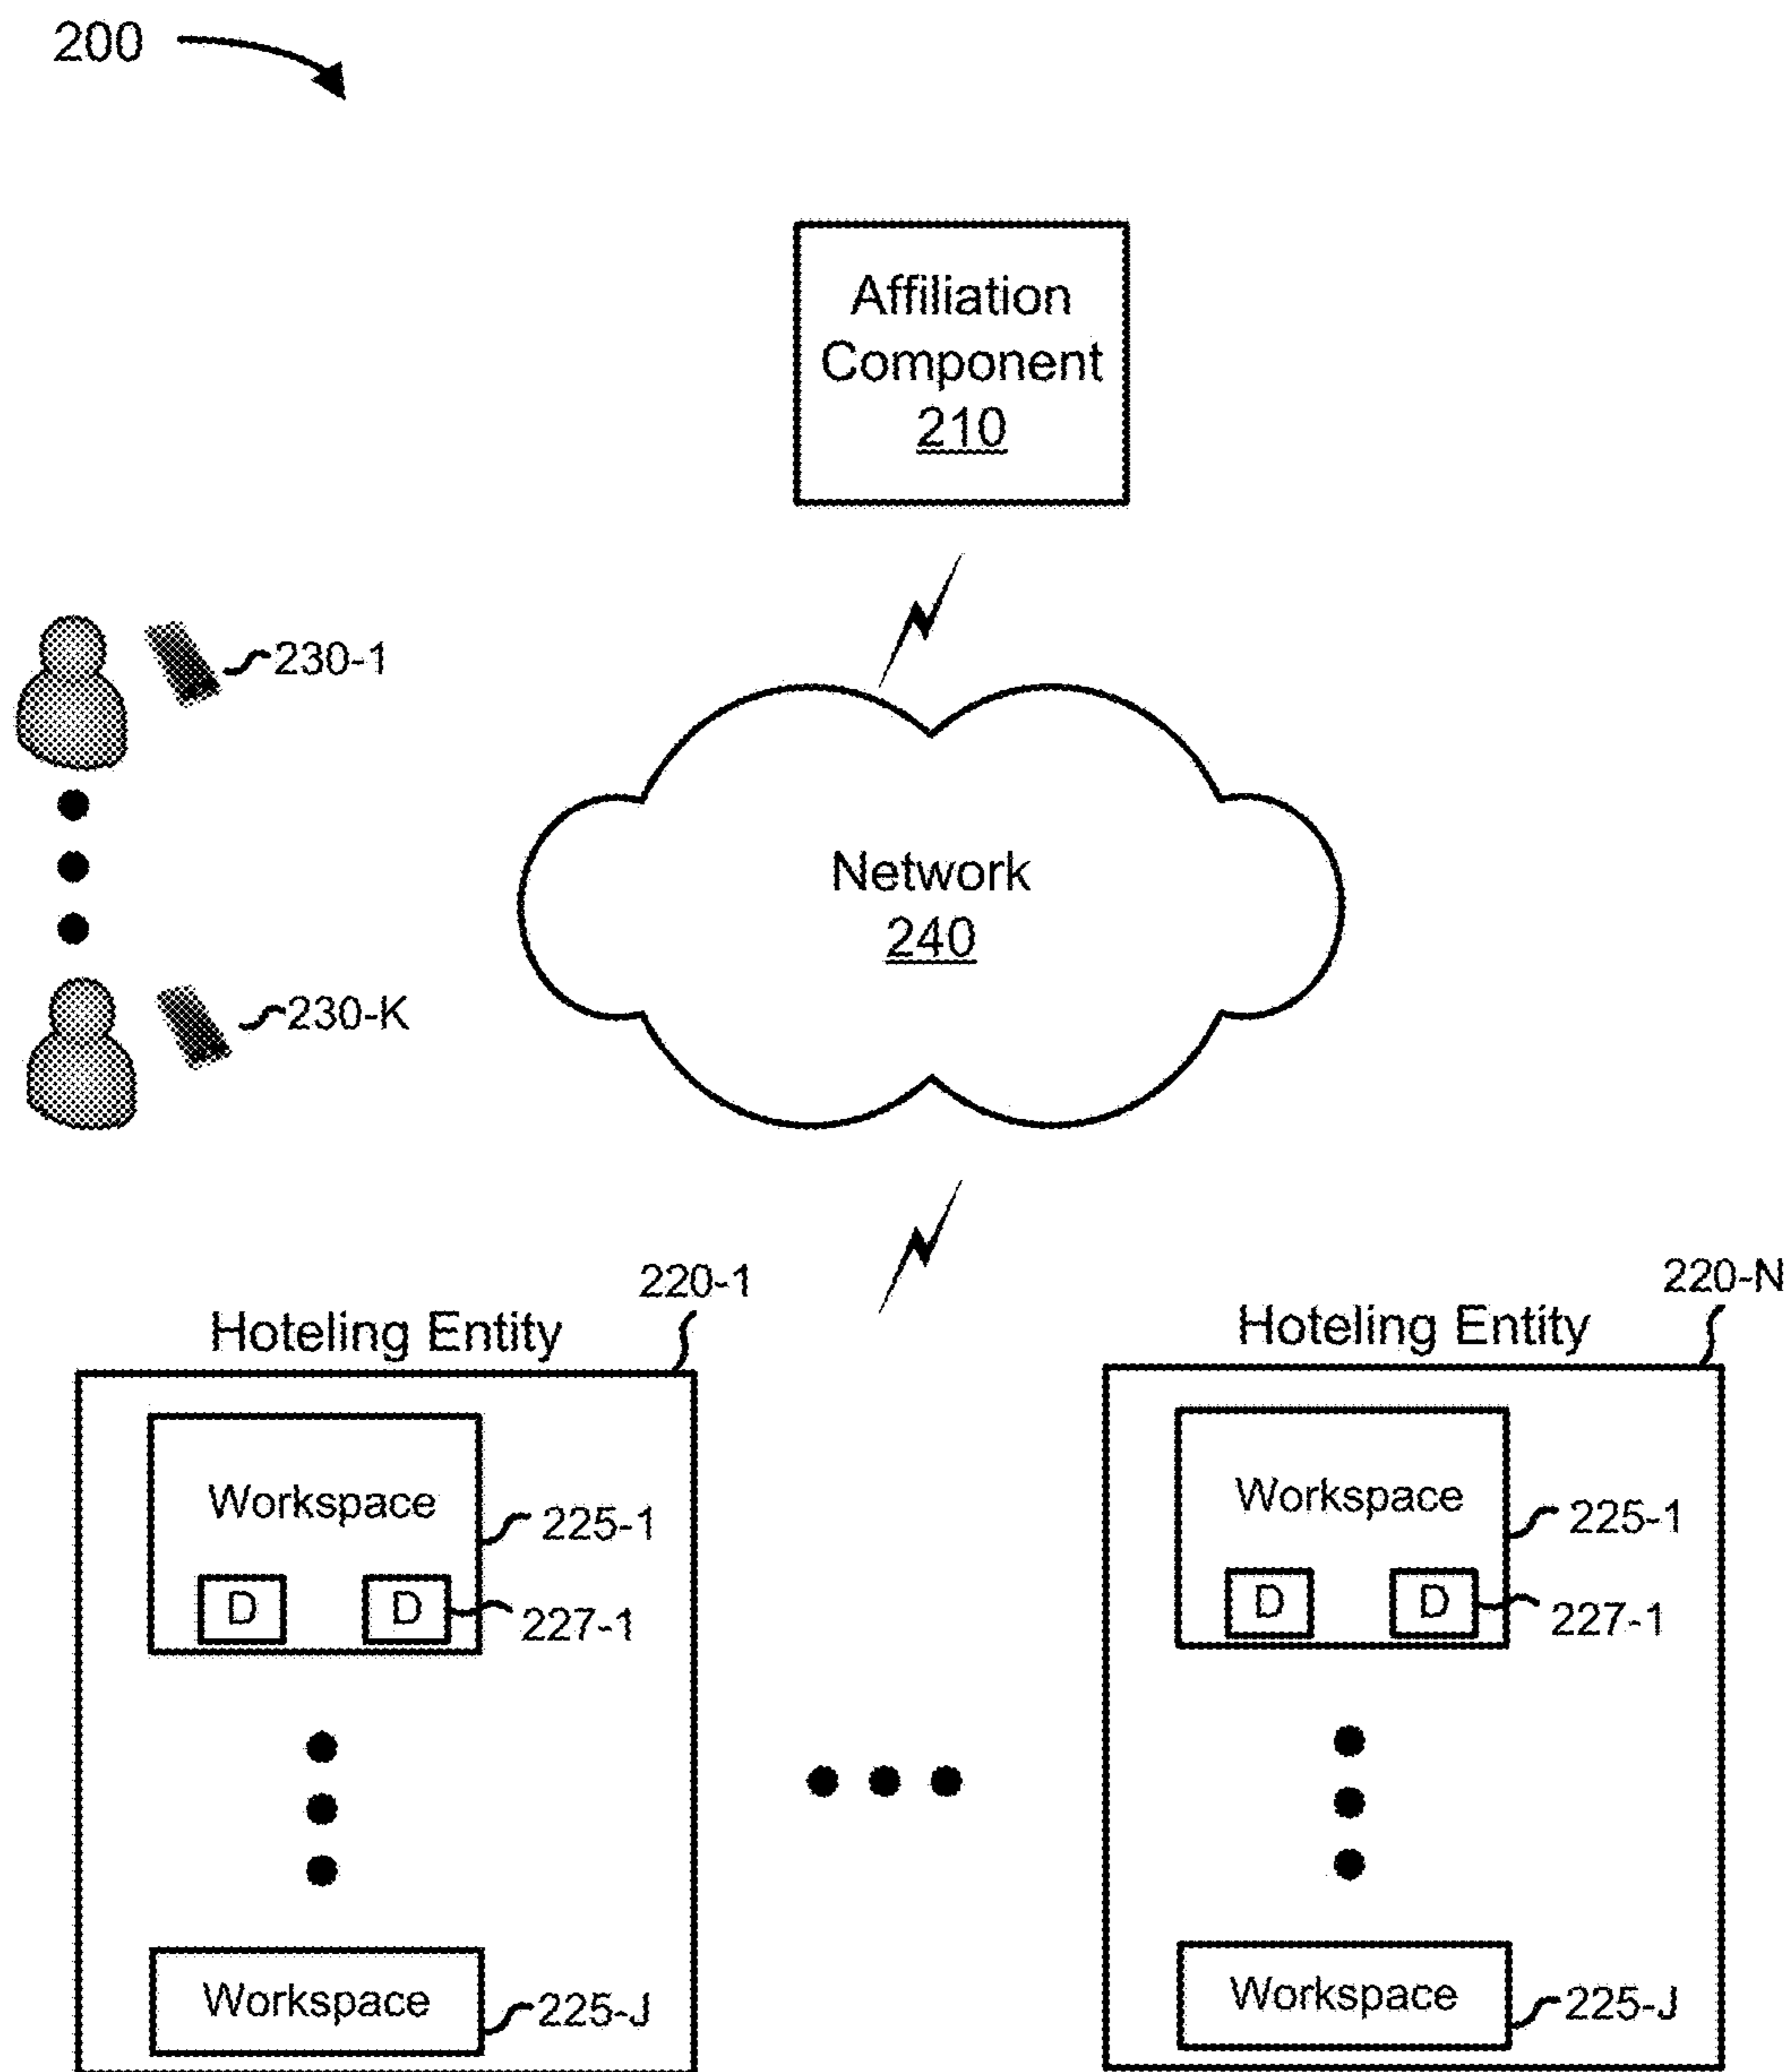 200
Affiliation
Component
210
230-1
Network
240
230-K
220-1
220-N
Hoteling Entity
Hoteling Entity
Workspace
225-1
D
D
227-1
Workspace
225-1
D
D
227-1
Workspace
225-J
Workspace
225-J